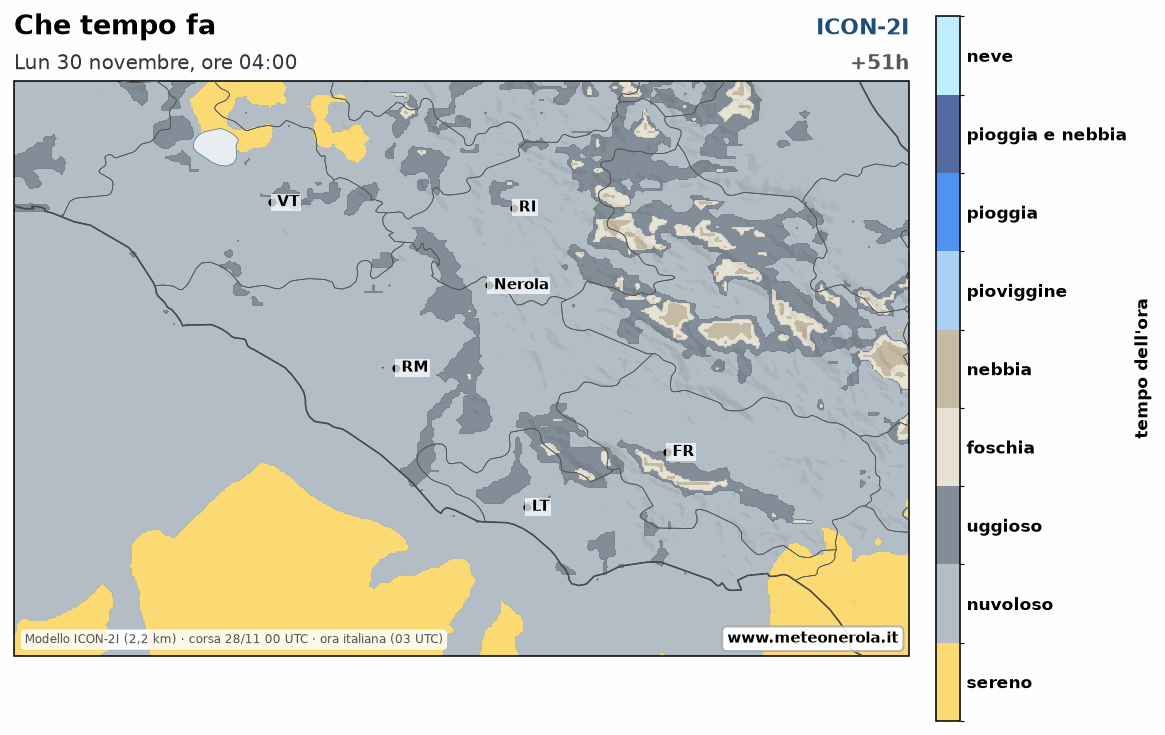 Che tempo fa
ICON-2I
Lun 30 novembre, ore 04:00
+51h
VT
RI
Nerola
RM
FR
LT
Modello ICON-2I (2,2 km) · corsa 28/11 00 UTC · ora italiana (03 UTC)
www.meteonerola.it
neve
pioggia e nebbia
pioggia
pioviggine
nebbia
foschia
uggioso
nuvoloso
sereno
tempo dell'ora